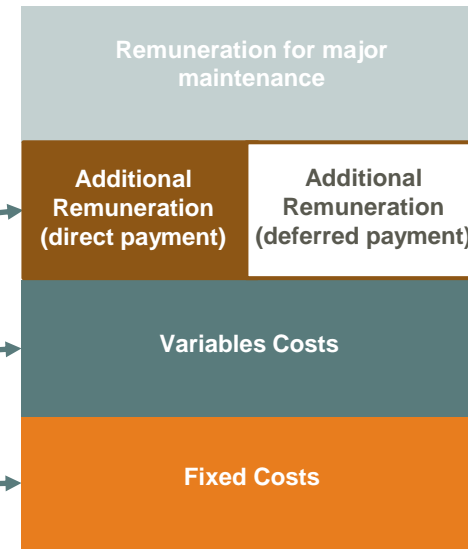 Remuneration for major
maintenance
Additional
Remuneration
(direct payment)
Additional
Remuneration
(deferred payment)
Variables Costs
Fixed Costs